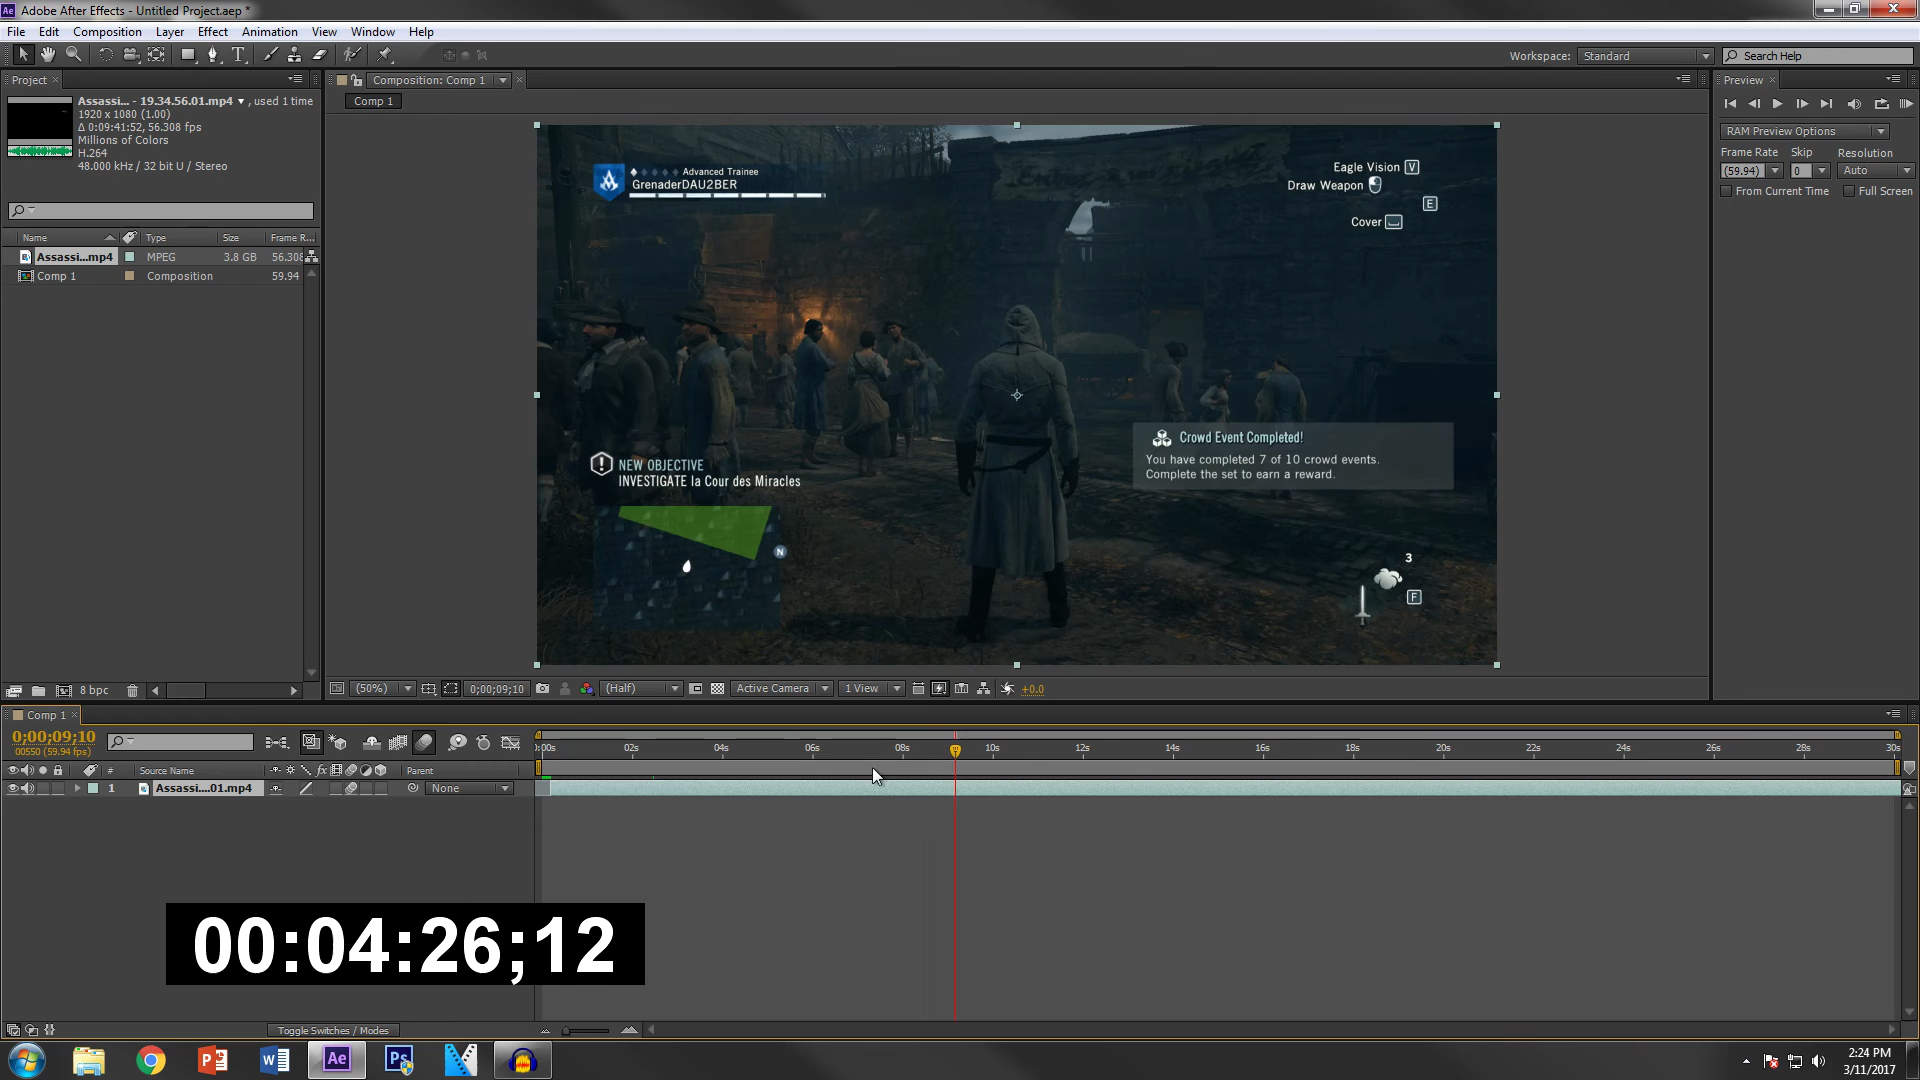 Adobe After Effects - Untitled Project.aep *
File Edit Composition Layer Effect Animation View Window Help
Workspace: Standard
Search Help
Project
Assassi... - 19.34.56.01.mp4 , used 1 time
1920 x 1080 (1.00)
Δ 0:09:41:52, 56.308 fps
Millions of Colors
H.264
48.000 kHz / 32 bit U / Stereo
Name Type Size Frame R...
Assassi...mp4 MPEG 3.8 GB 56.308
Comp 1 Composition 59.94
8 bpc
Composition: Comp 1
Comp 1
Advanced Trainee
GrenaderDAU2BER
Eagle Vision V
Draw Weapon
E
Cover
Crowd Event Completed!
You have completed 7 of 10 crowd events.
Complete the set to earn a reward.
NEW OBJECTIVE
INVESTIGATE la Cour des Miracles
N
3
F
(50%) 0;00;09;10 (Half) Active Camera 1 View +0.0
Preview
RAM Preview Options
Frame Rate Skip Resolution
(59.94) 0 Auto
From Current Time Full Screen
Comp 1
0;00;09;10
00550 (59.94 fps)
0:00s 02s 04s 06s 08s 10s 12s 14s 16s 18s 20s 22s 24s 26s 28s 30s
# Source Name fx Parent
1 Assassi....01.mp4 None
00:04:26;12
Toggle Switches / Modes
Ae Ps
2:24 PM
3/11/2017